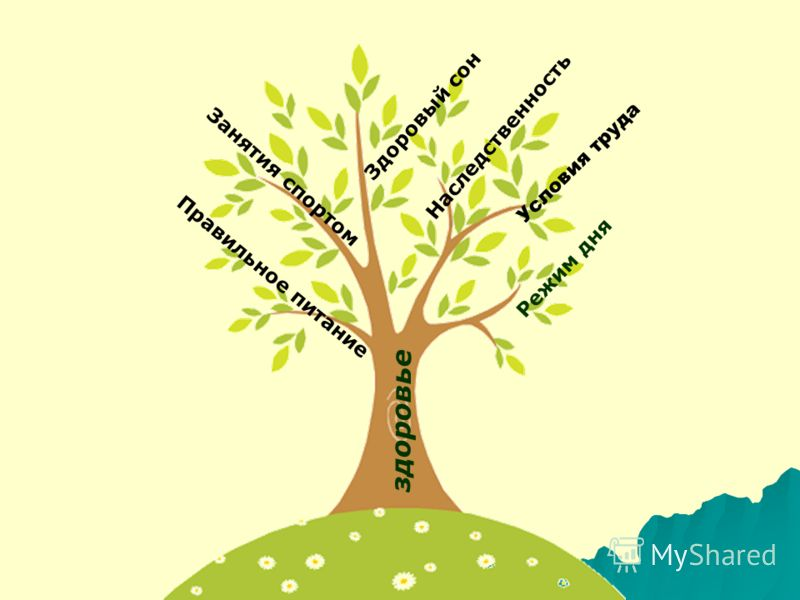 Правильное питание
Занятия спортом
Здоровый сон
Наследственность
Условия труда
Режим дня
здоровье
MyShared